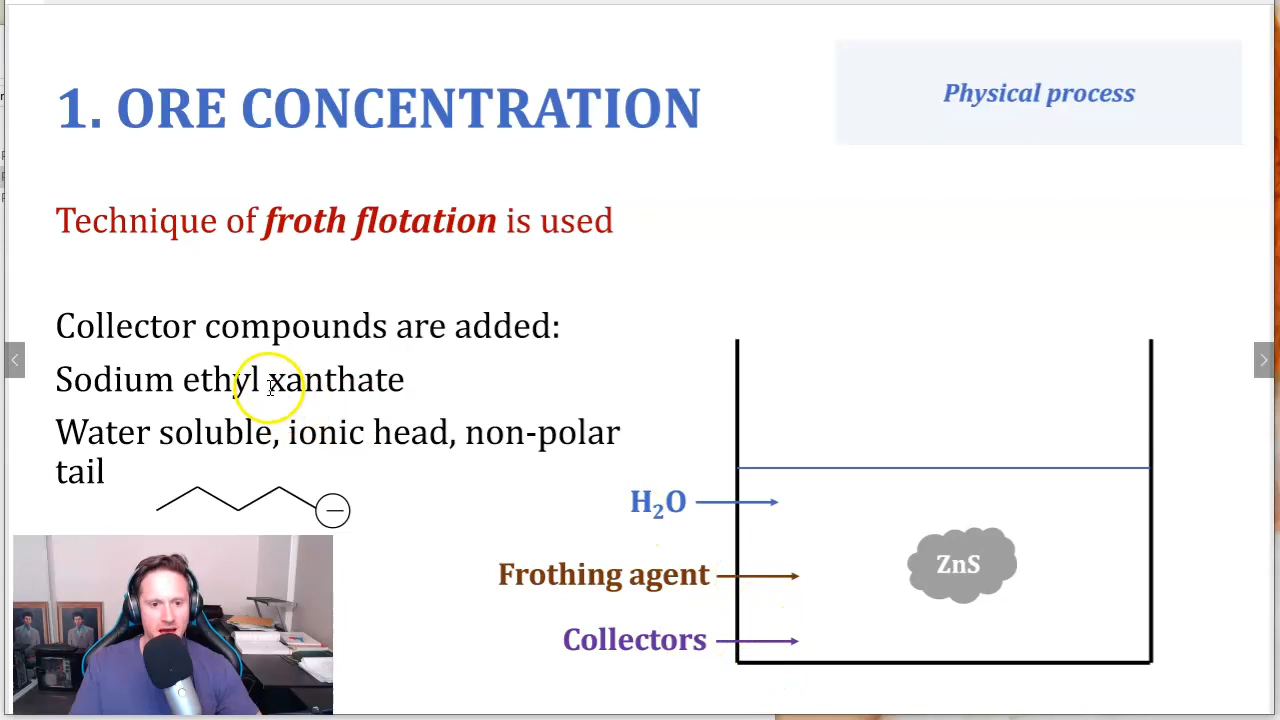 1. ORE CONCENTRATION
Physical process
Technique of froth flotation is used
Collector compounds are added:
Sodium ethyl xanthate
Water soluble, ionic head, non-polar
tail
H₂O
Frothing agent
Collectors
ZnS